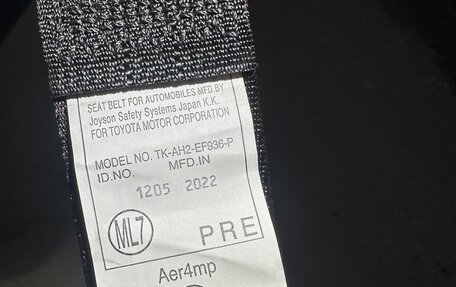 SEAT BELT FOR AUTOMOBILES MFD.BY
Joyson Safety Systems Japan K.K.
FOR TOYOTA MOTOR CORPORATION
MODEL NO. TK-AH2-EF936-P
ID.NO. MFD.IN
1205 2022
ML7 PRE
Aer4mp